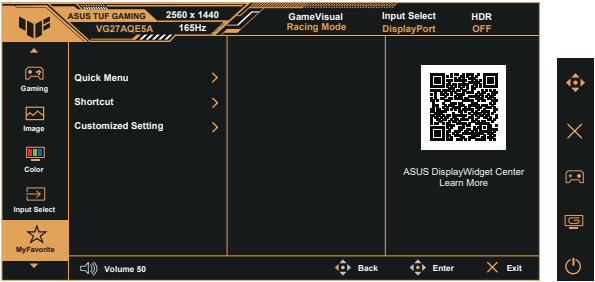 ASUS TUF GAMING
VG27AQE5A
2560 x 1440
165Hz
GameVisual
Racing Mode
Input Select
DisplayPort
HDR
OFF
Gaming
Image
Color
Input Select
MyFavorite
Quick Menu
Shortcut
Customized Setting
ASUS DisplayWidget Center
Learn More
Volume 50
Back
Enter
Exit